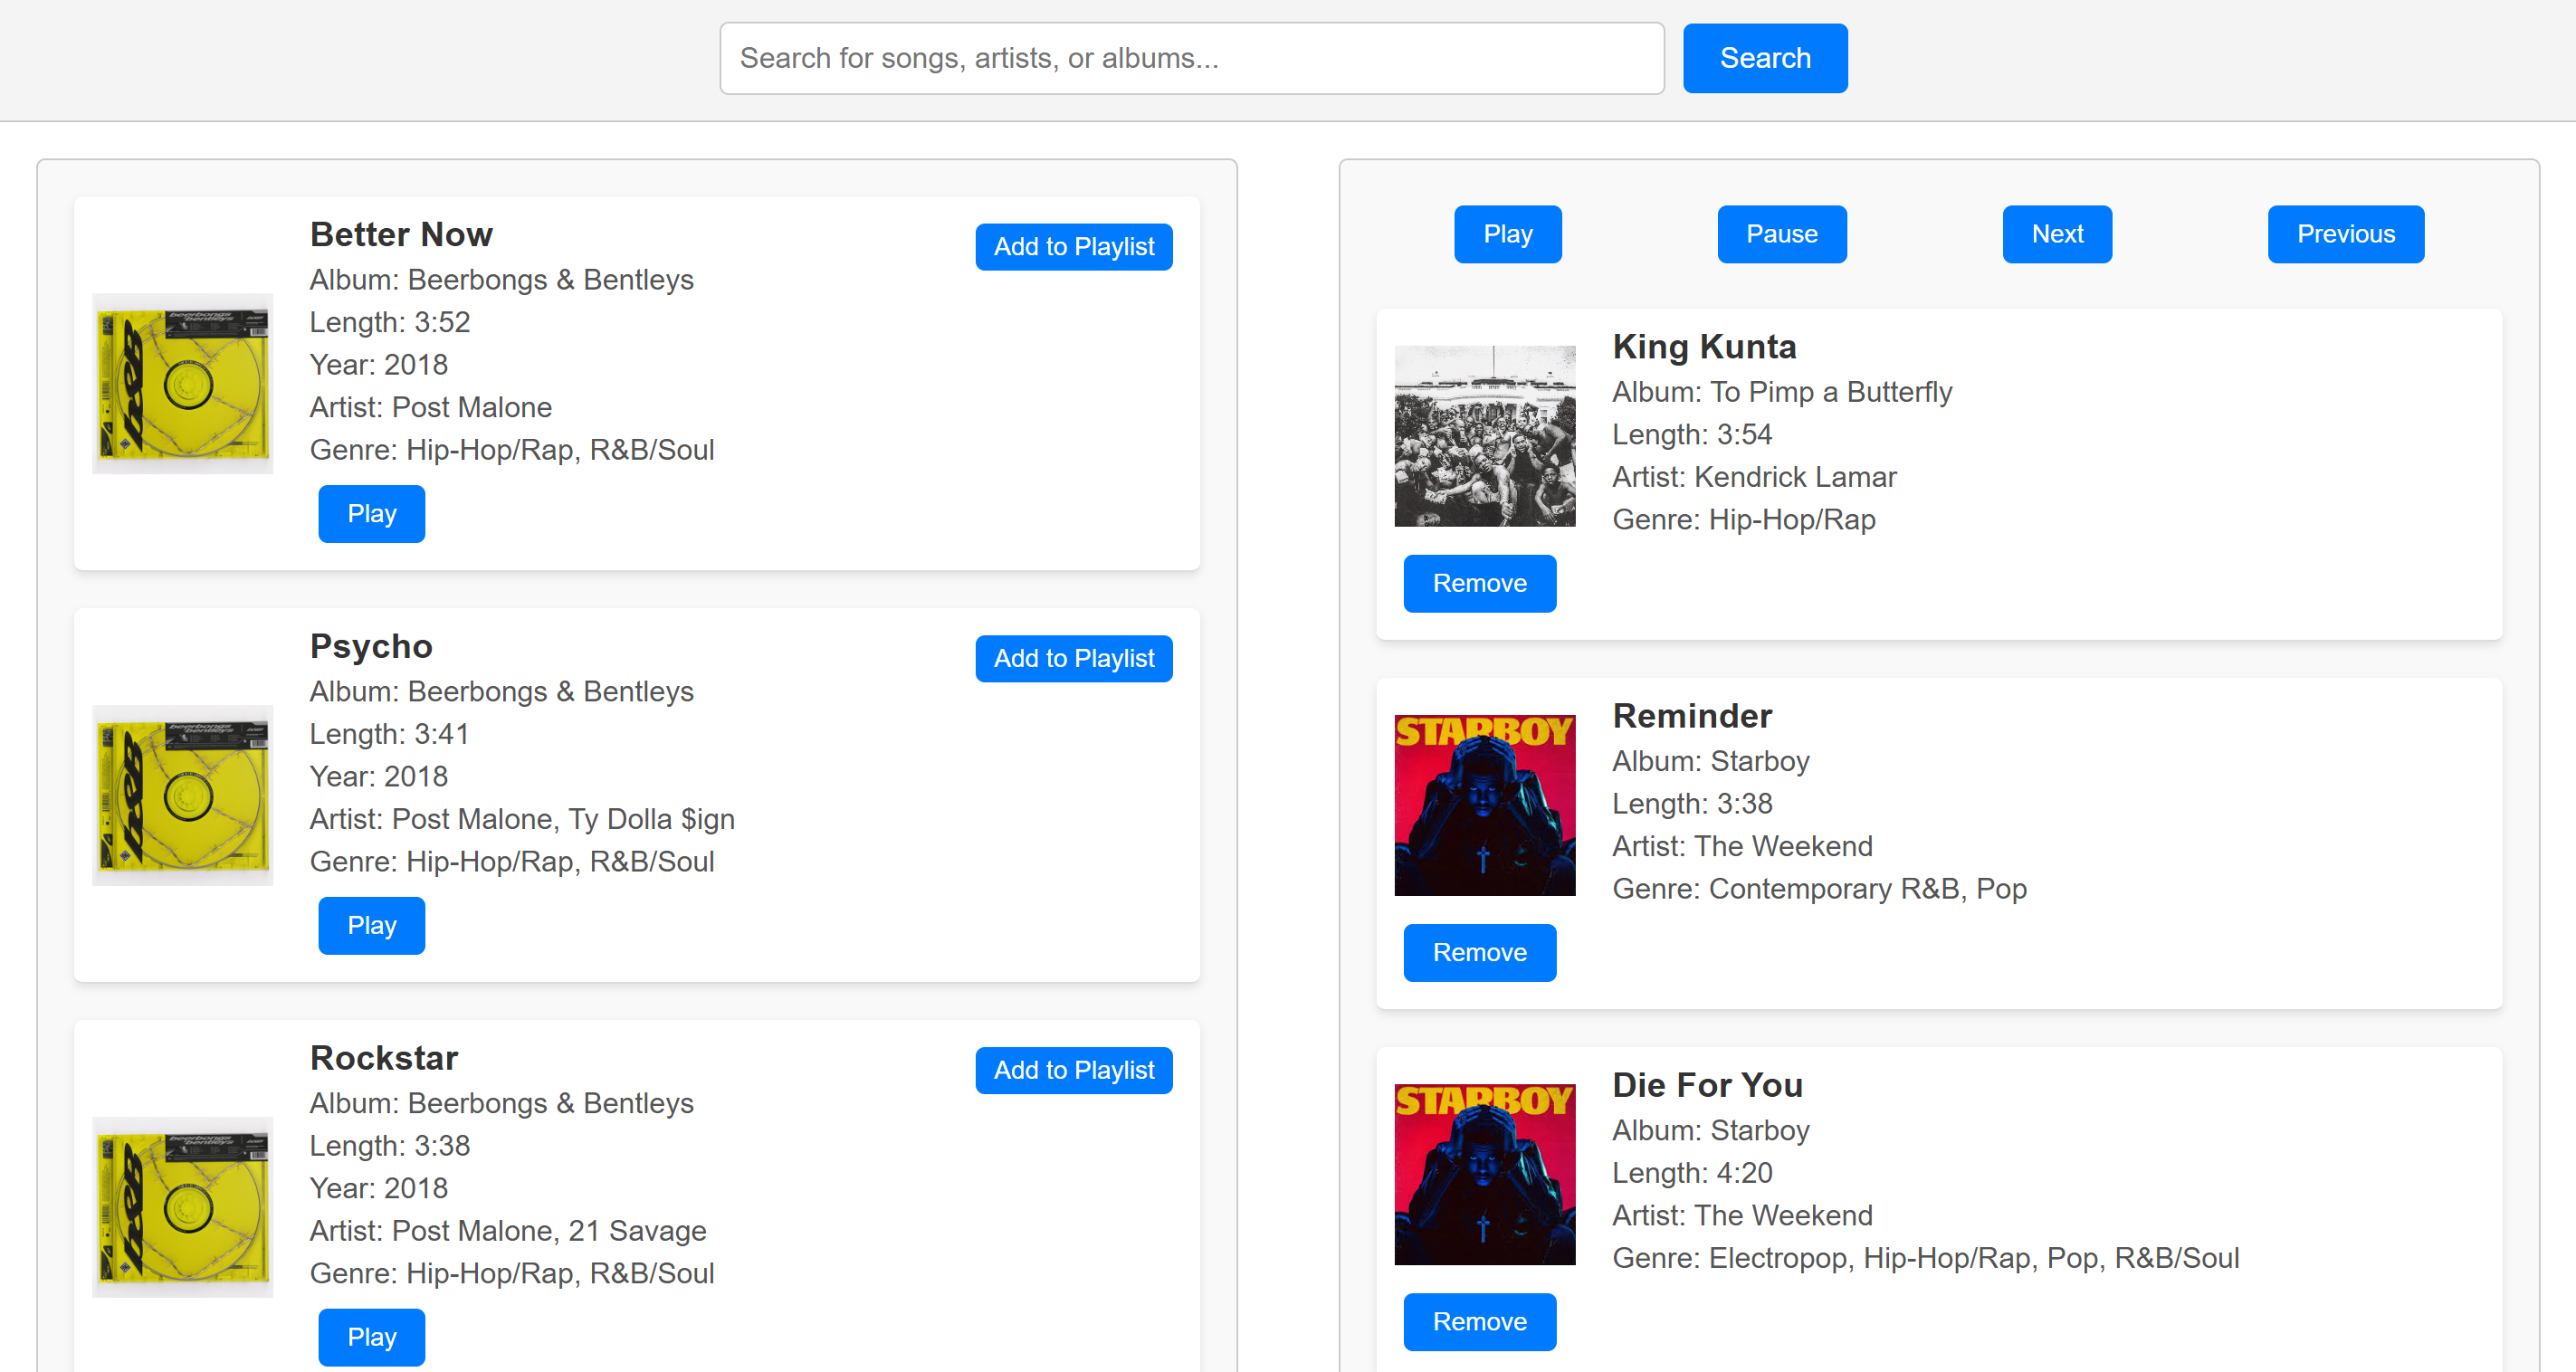 Search for songs, artists, or albums...
Search
Better Now
Add to Playlist
Album: Beerbongs & Bentleys
Length: 3:52
Year: 2018
Artist: Post Malone
Genre: Hip-Hop/Rap, R&B/Soul
Play
beerbongs
bentleys
b&b
Psycho
Add to Playlist
Album: Beerbongs & Bentleys
Length: 3:41
Year: 2018
Artist: Post Malone, Ty Dolla $ign
Genre: Hip-Hop/Rap, R&B/Soul
Play
beerbongs
bentleys
b&b
Rockstar
Add to Playlist
Album: Beerbongs & Bentleys
Length: 3:38
Year: 2018
Artist: Post Malone, 21 Savage
Genre: Hip-Hop/Rap, R&B/Soul
Play
beerbongs
bentleys
b&b
Play
Pause
Next
Previous
King Kunta
Album: To Pimp a Butterfly
Length: 3:54
Artist: Kendrick Lamar
Genre: Hip-Hop/Rap
Remove
STARBOY
Reminder
Album: Starboy
Length: 3:38
Artist: The Weekend
Genre: Contemporary R&B, Pop
Remove
STARBOY
Die For You
Album: Starboy
Length: 4:20
Artist: The Weekend
Genre: Electropop, Hip-Hop/Rap, Pop, R&B/Soul
Remove